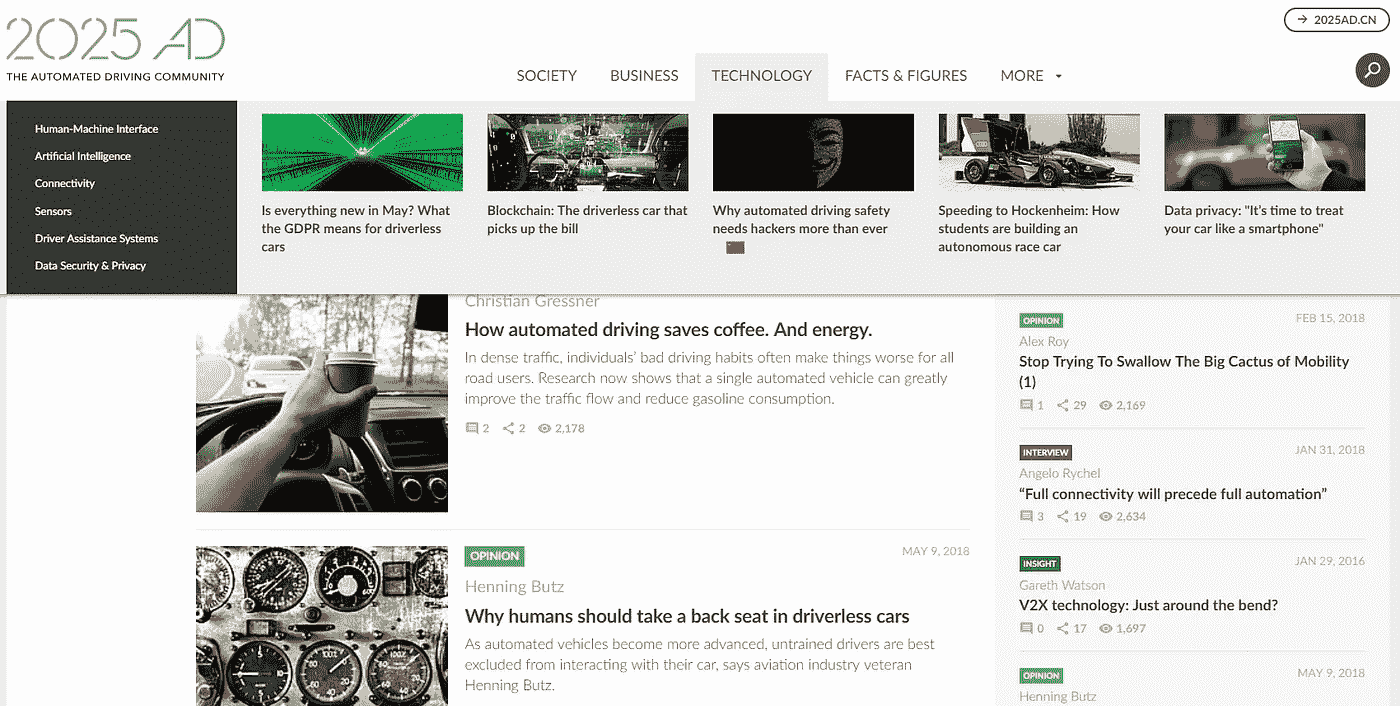 2025 AD
THE AUTOMATED DRIVING COMMUNITY
2025AD.CN
SOCIETY
BUSINESS
TECHNOLOGY
FACTS & FIGURES
MORE
Human-Machine Interface
Artificial Intelligence
Connectivity
Sensors
Driver Assistance Systems
Data Security & Privacy
Is everything new in May? What
the GDPR means for driverless
cars
Blockchain: The driverless car that
picks up the bill
Why automated driving safety
needs hackers more than ever
Speeding to Hockenheim: How
students are building an
autonomous race car
Data privacy: "It's time to treat
your car like a smartphone"
Christian Gressner
How automated driving saves coffee. And energy.
In dense traffic, individuals' bad driving habits often make things worse for all
road users. Research now shows that a single automated vehicle can greatly
improve the traffic flow and reduce gasoline consumption.
2 2 2,178
OPINION
MAY 9, 2018
Henning Butz
Why humans should take a back seat in driverless cars
As automated vehicles become more advanced, untrained drivers are best
excluded from interacting with their car, says aviation industry veteran
Henning Butz.
OPINION
FEB 15, 2018
Alex Roy
Stop Trying To Swallow The Big Cactus of Mobility
(1)
1 29 2,169
INTERVIEW
JAN 31, 2018
Angelo Rychel
“Full connectivity will precede full automation”
3 19 2,634
INSIGHT
JAN 29, 2016
Gareth Watson
V2X technology: Just around the bend?
0 17 1,697
OPINION
MAY 9, 2018
Henning Butz